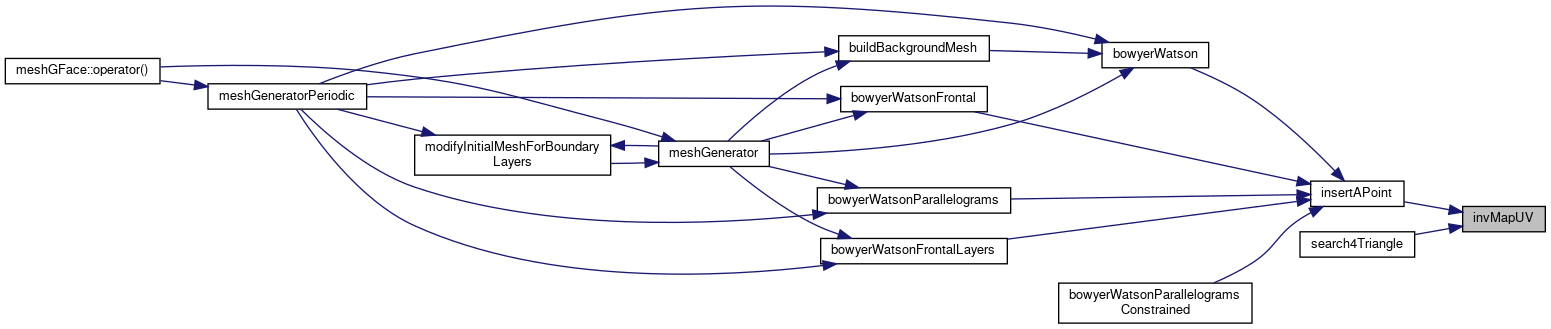 meshGFace::operator()
meshGeneratorPeriodic
modifyInitialMeshForBoundary
Layers
meshGenerator
buildBackgroundMesh
bowyerWatsonFrontal
bowyerWatsonParallelograms
bowyerWatsonFrontalLayers
bowyerWatson
bowyerWatsonParallelograms
Constrained
insertAPoint
search4Triangle
invMapUV